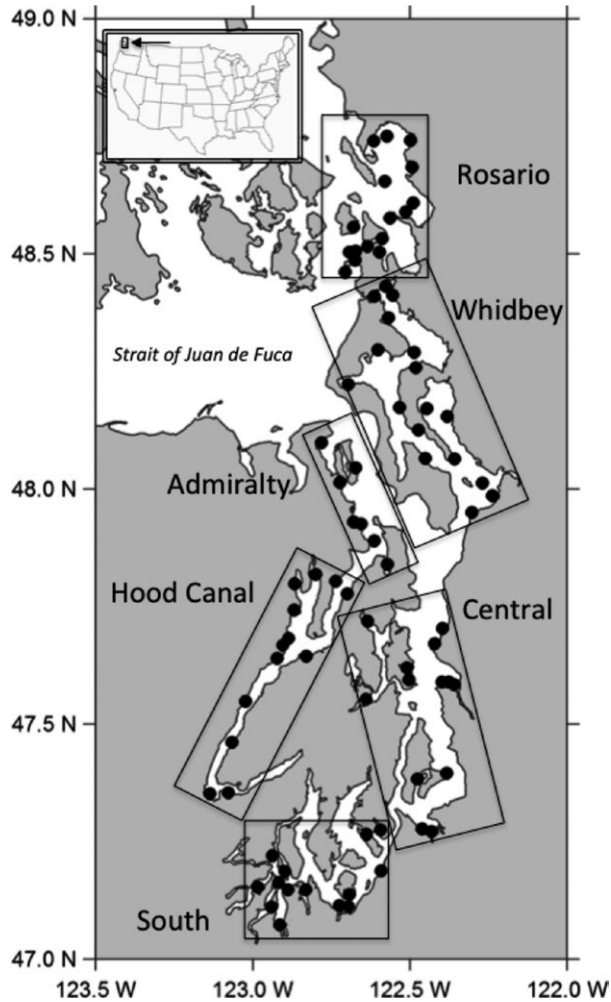 49.0 N
Rosario
48.5 N
Whidbey
Strait of Juan de Fuca
48.0 N
Admiralty
Hood Canal
Central
47.5 N
South
47.0 N
123.5 W 123.0 W 122.5 W 122.0 W